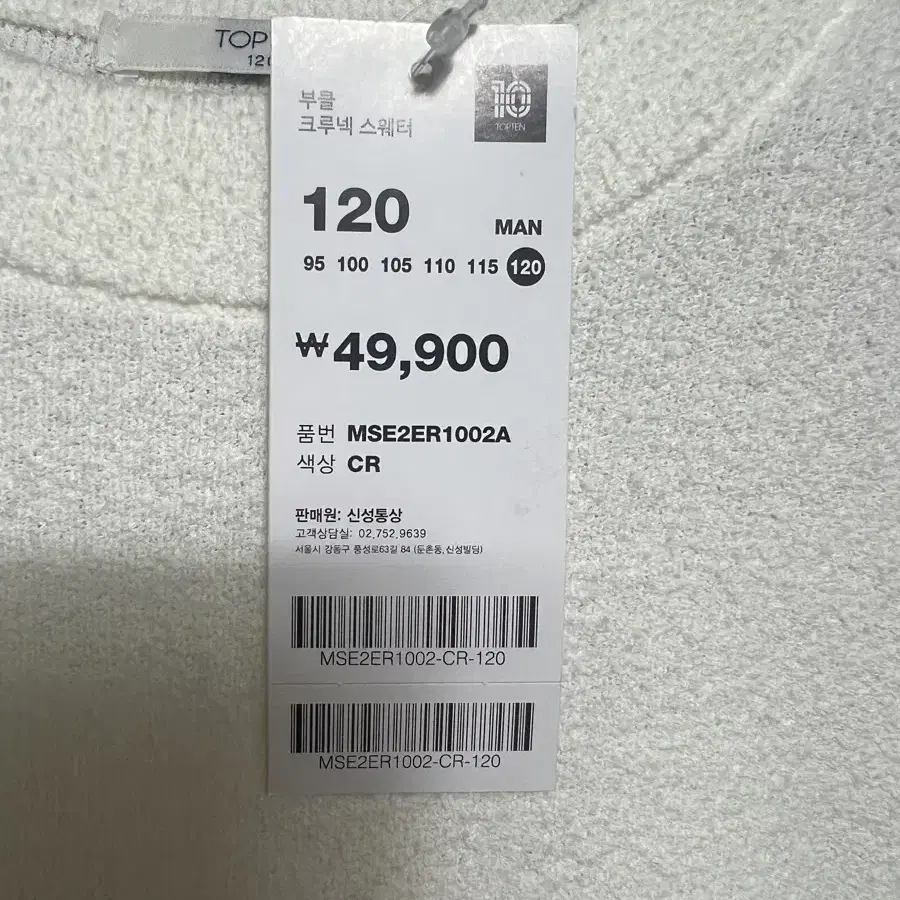 TOP
120
부클
크루넥 스웨터
10
TOPTEN
120
MAN
95 100 105 110 115 120
₩49,900
품번 MSE2ER1002A
색상 CR
판매원: 신성통상
고객상담실: 02.752.9639
서울시 강동구 풍성로63길 84 (둔촌동,신성빌딩)
MSE2ER1002-CR-120
MSE2ER1002-CR-120